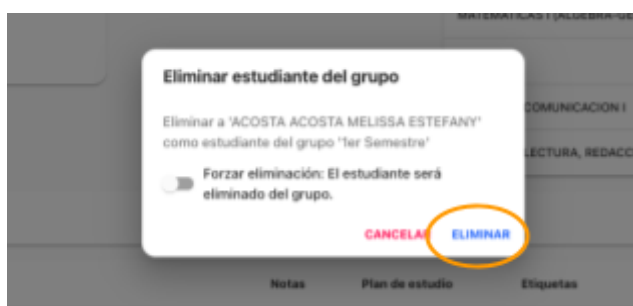 MATEMATICAS I (ALGEBRA-GE
Eliminar estudiante del grupo
Eliminar a 'ACOSTA ACOSTA MELISSA ESTEFANY'
como estudiante del grupo '1er Semestre'
COMUNICACION I
LECTURA, REDACC
Forzar eliminación: El estudiante será
eliminado del grupo.
CANCELAR ELIMINAR
Notas Plan de estudio Etiquetas